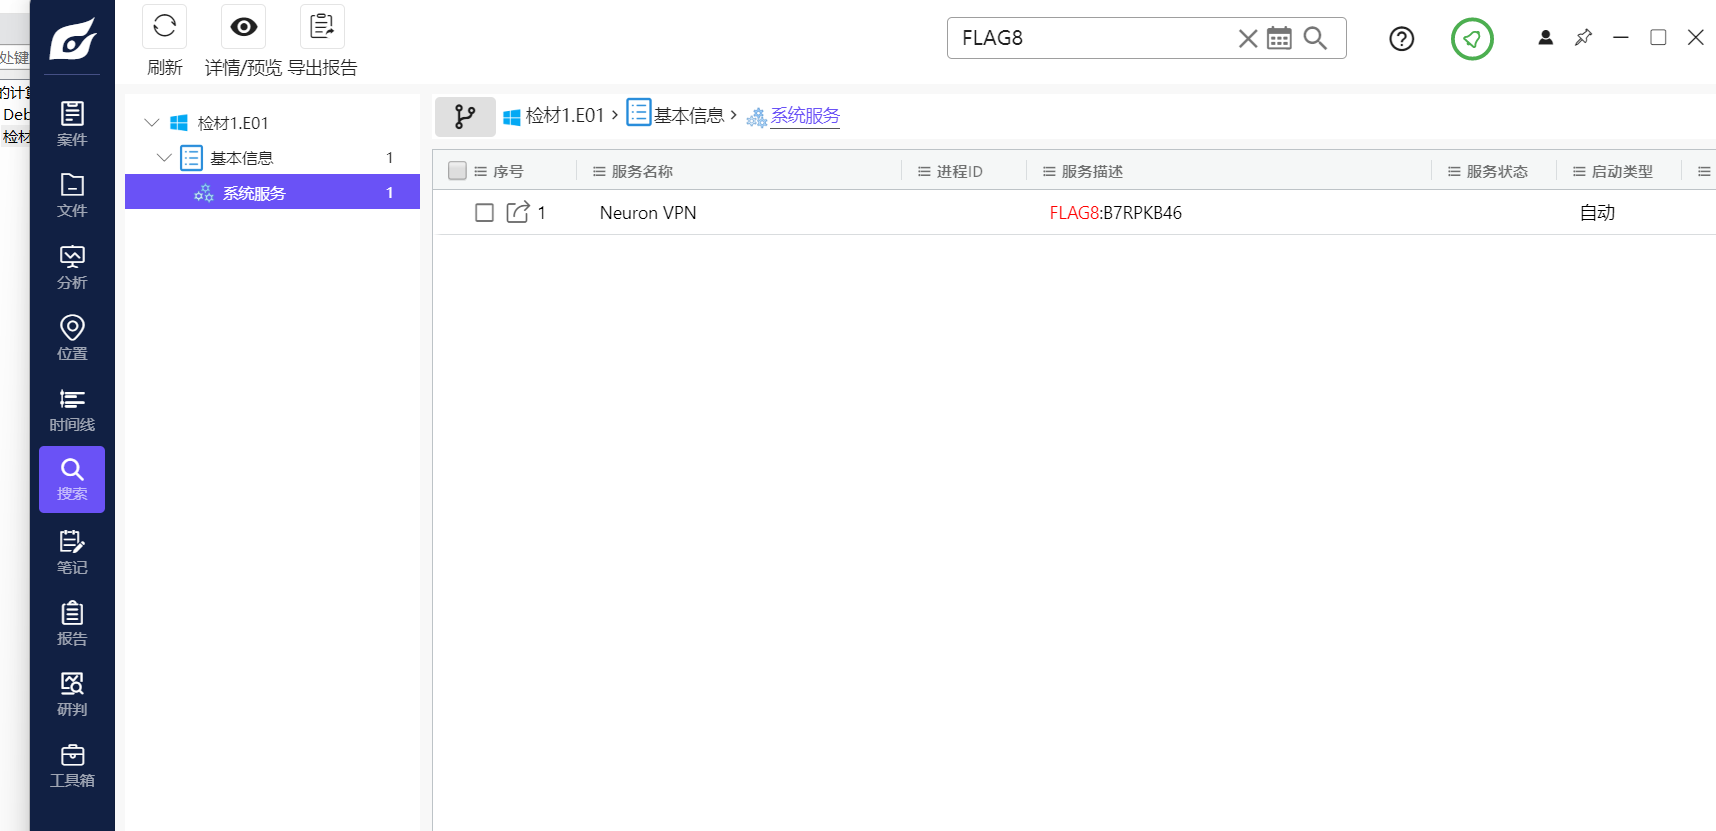 处键
的计算
Deb
检材
案件
文件
分析
位置
时间线
搜索
笔记
报告
研判
工具箱
刷新
详情/预览
导出报告
FLAG8
检材1.E01
基本信息 1
系统服务 1
检材1.E01 › 基本信息 › 系统服务
序号 服务名称 进程ID 服务描述 服务状态 启动类型
1 Neuron VPN FLAG8:B7RPKB46 自动